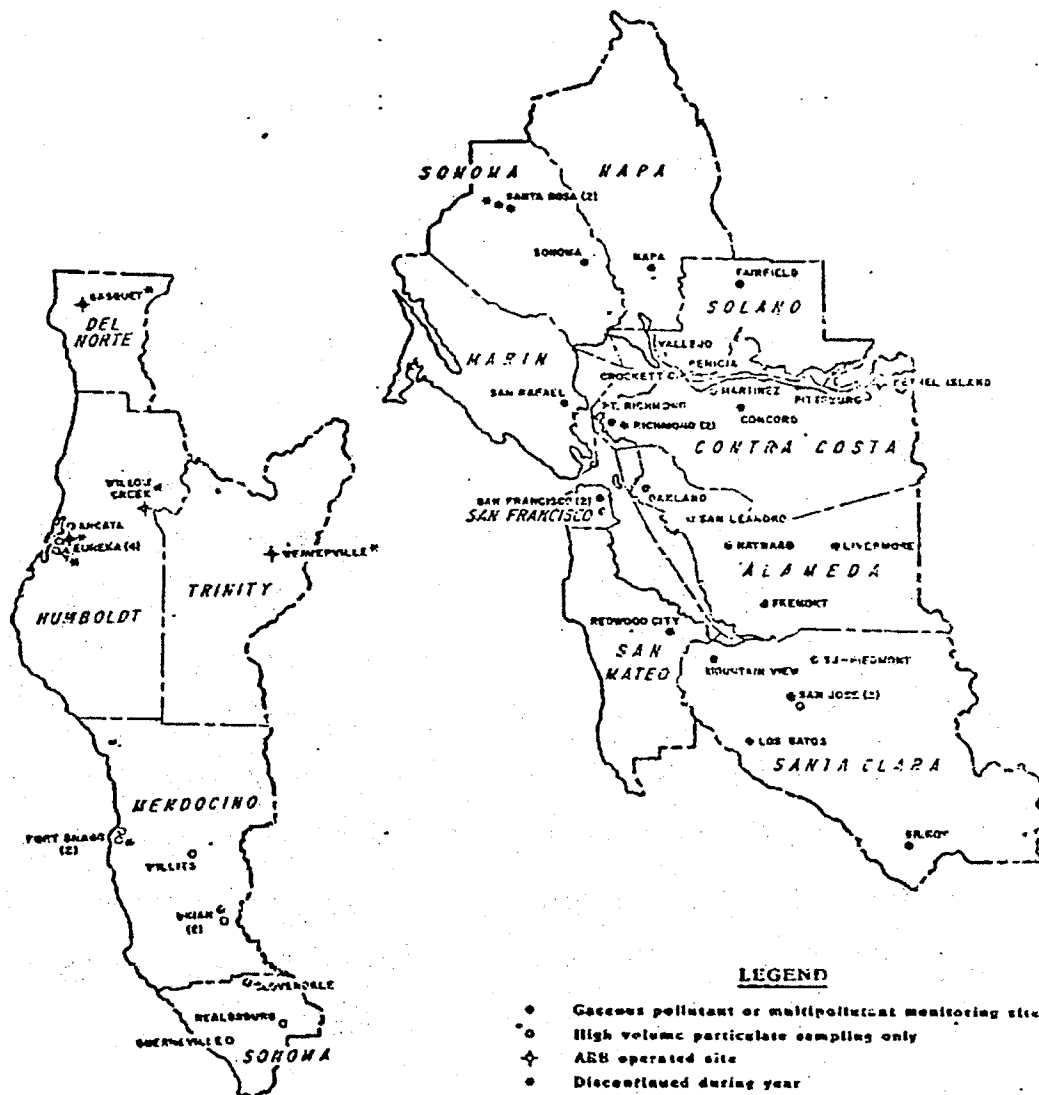 SONOMA
NAPA
SANTA ROSA (2)
SONOMA
NAPA
FAIRFIELD
SOLANO
GASQUET *
DEL
NORTE
VALLEJO
BENICIA
MARIN
CROCKETT
MARTINEZ
PITTSBURG
BETHEL ISLAND
SAN RAFAEL
PT. RICHMOND
RICHMOND (2)
CONCORD
CONTRA COSTA
WILLOW
CREEK
SAN FRANCISCO (2)
SAN FRANCISCO
OAKLAND
SAN LEANDRO
ARCATA
EUREKA (4)
WEAVERVILLE *
HAYWARD
LIVERMORE
ALAMEDA
TRINITY
HUMBOLDT
FREMONT
REDWOOD CITY
SAN
MATEO
MOUNTAIN VIEW
SJ-PIEDMONT
SAN JOSE (2)
LOS GATOS
SANTA CLARA
MENDOCINO
FORT BRAGG
(2)
WILLITS
GILROY
UKIAH
(2)
CLOVERDALE
HEALDSBURG
GUERNEVILLE
SONOMA
LEGEND
Gaseous pollutant or multipollutant monitoring site
High volume particulate sampling only
ARB operated site
* Discontinued during year